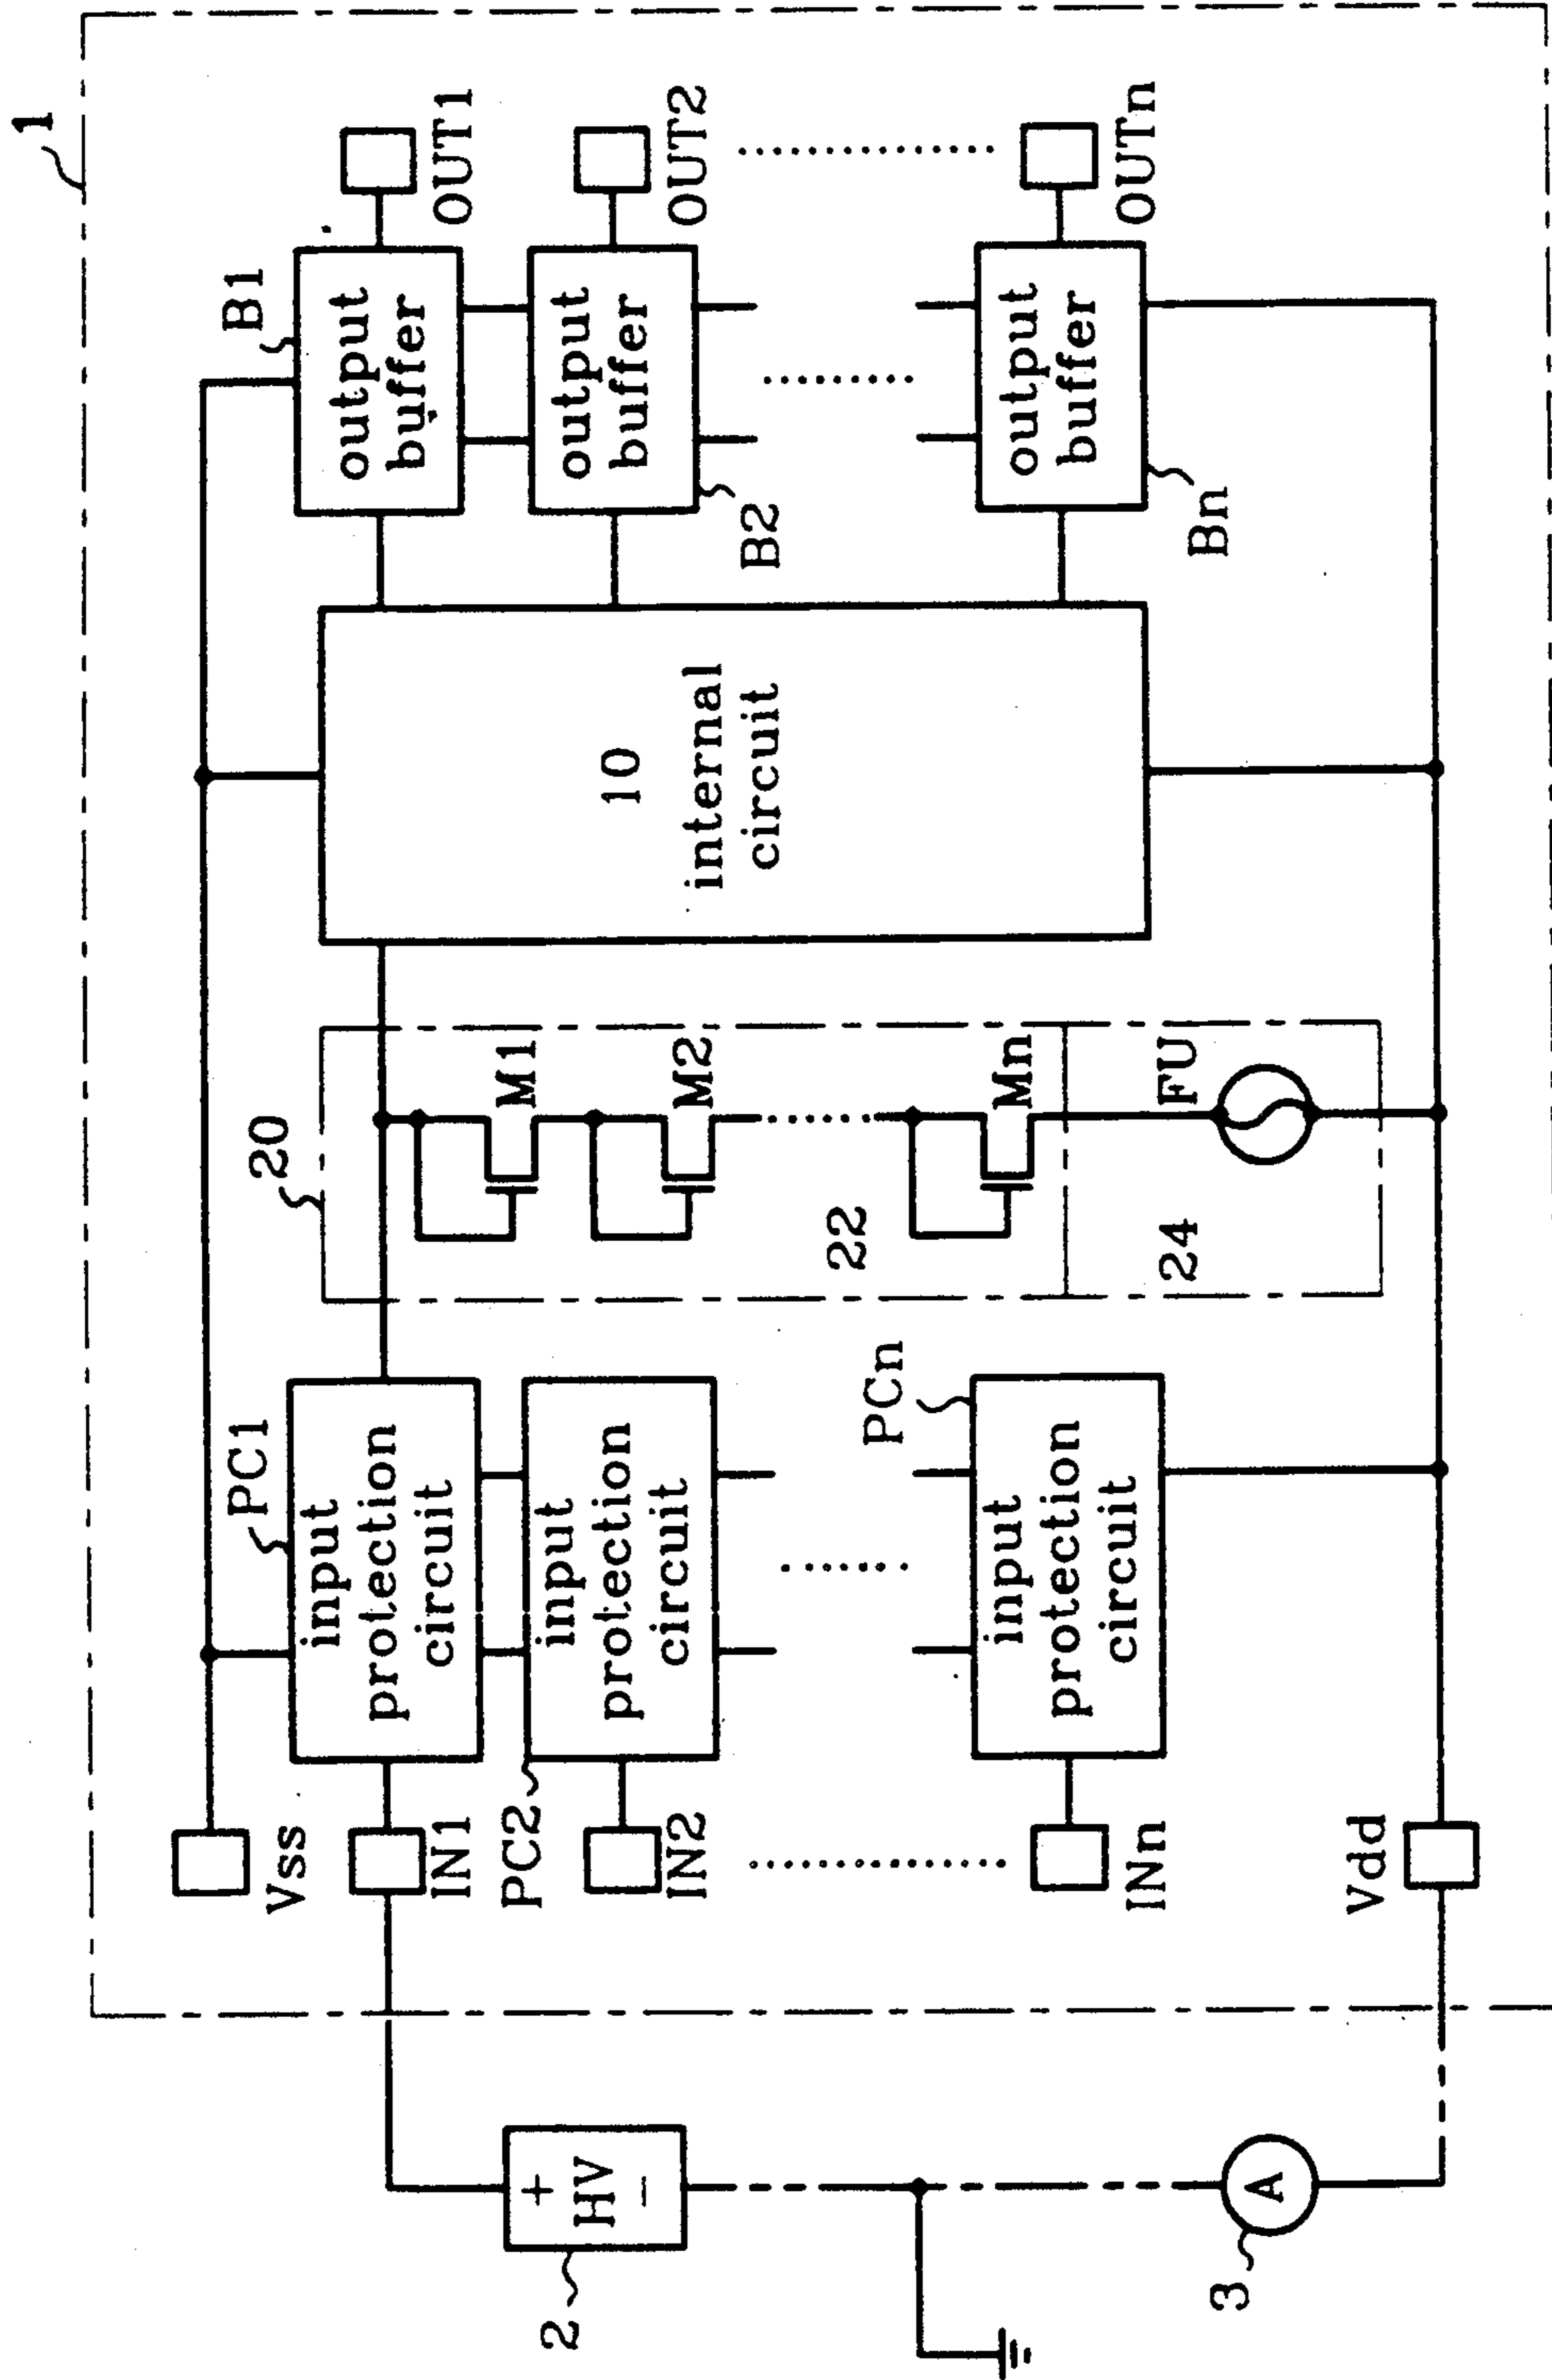 1
Vss
PC1
20
B1
IN1
input
protection
circuit
M1
output
buffer
OUT1
PC2
IN2
input
protection
circuit
M2
10
internal
circuit
B2
output
buffer
OUT2
22
PCn
INn
input
protection
circuit
Mn
Bn
output
buffer
OUTn
24
FU
Vdd
2
+
HV
−
3
A